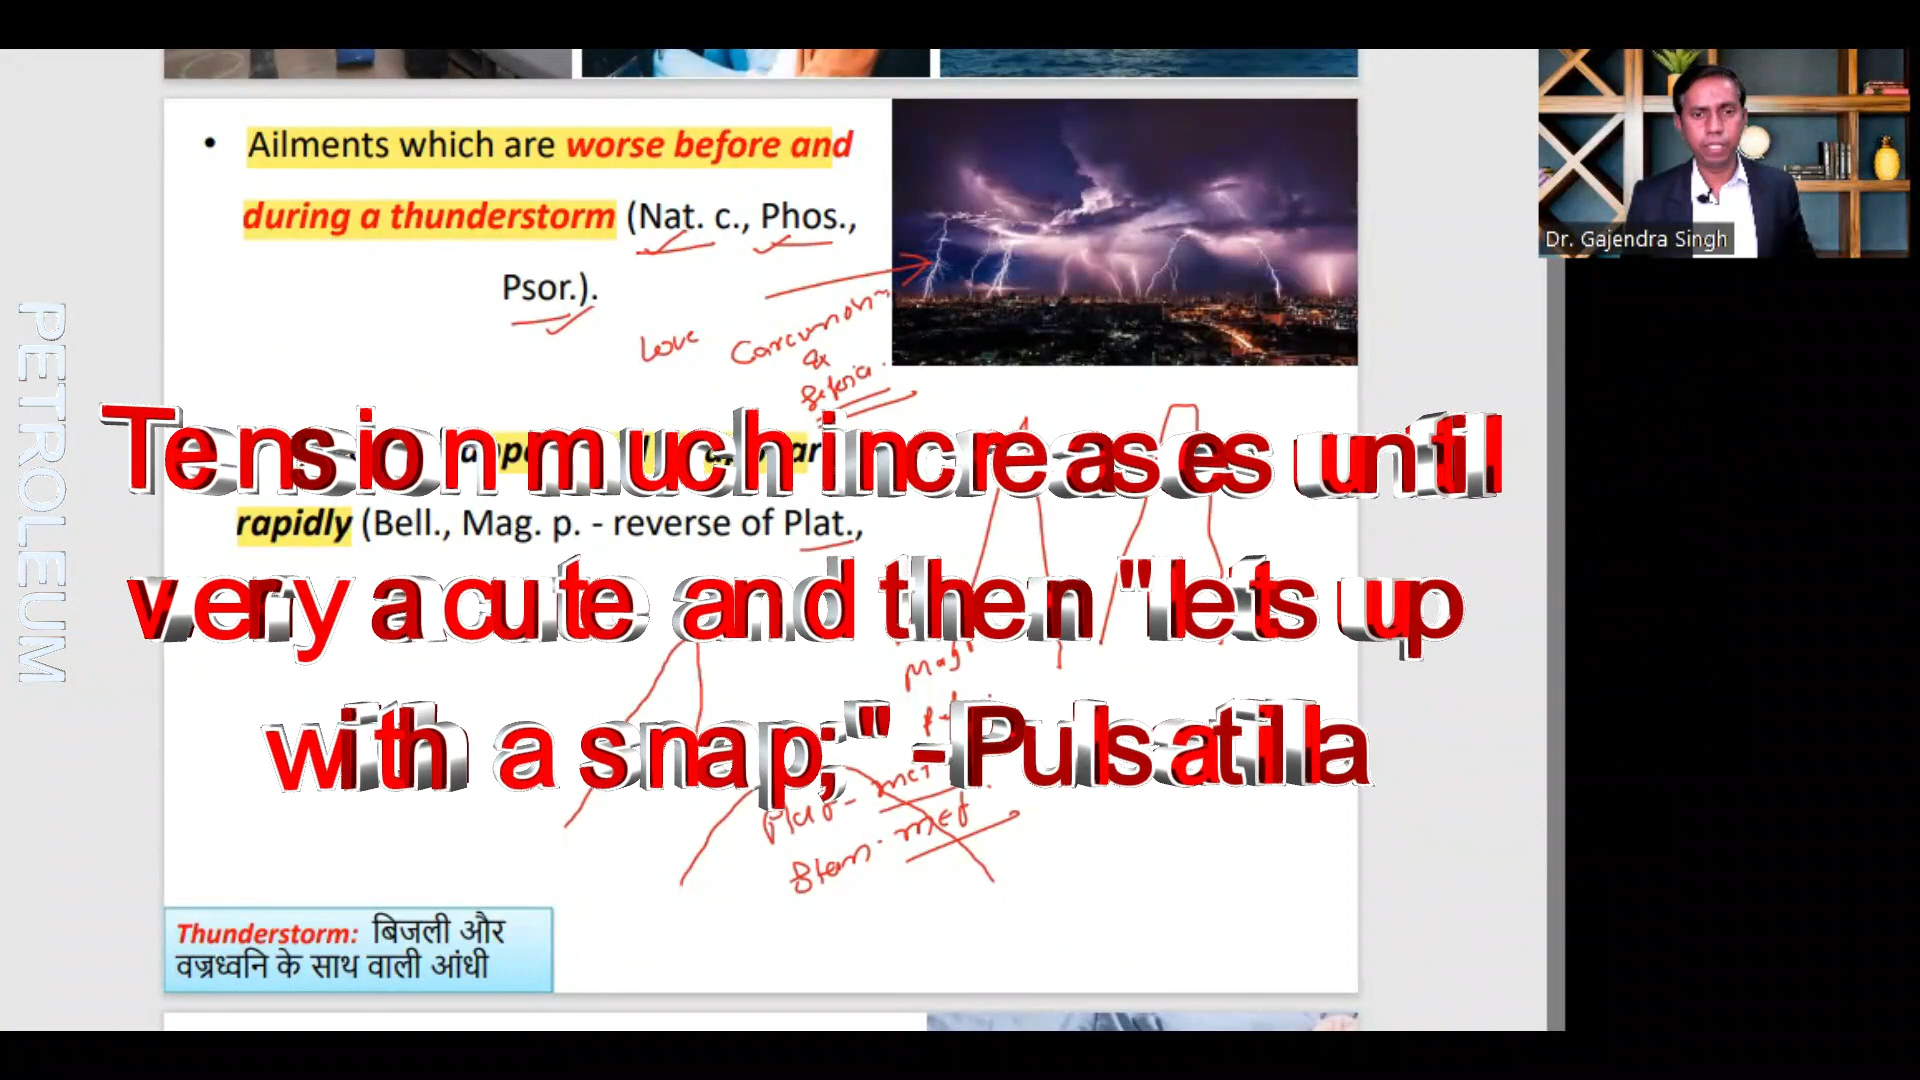 • Ailments which are worse before and
during a thunderstorm (Nat. c., Phos.,
Psor.).
Love
&
rapidly (Bell., Mag. p. - reverse of Plat.,
Tension much increases until
very acute and then "lets up
with a snap;" - Pulsatilla
Thunderstorm: बिजली और
वज्रध्वनि के साथ वाली आंधी
PETROLEUM
Dr. Gajendra Singh